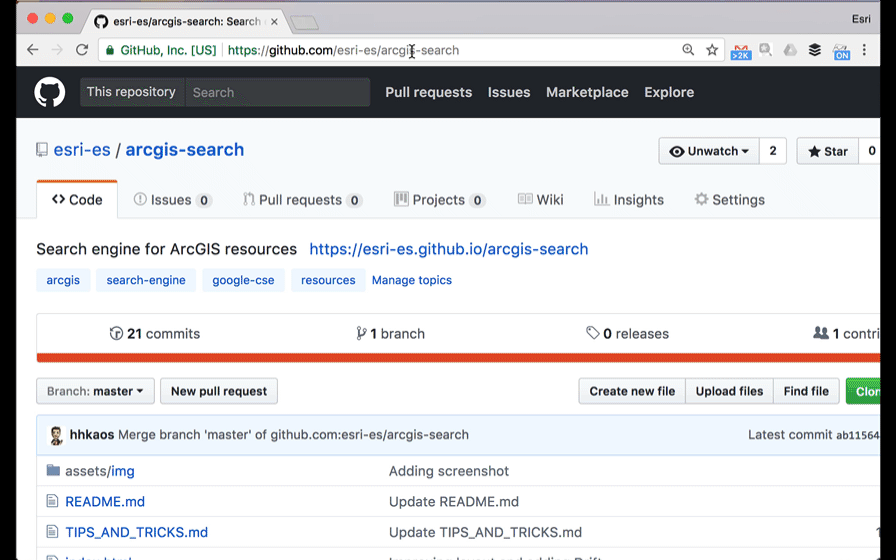 esri-es/arcgis-search: Search
Esri
GitHub, Inc. [US] https://github.com/esri-es/arcgis-search
>2K
ON
This repository Search Pull requests Issues Marketplace Explore
esri-es / arcgis-search Unwatch 2 Star 0
<> Code Issues 0 Pull requests 0 Projects 0 Wiki Insights Settings
Search engine for ArcGIS resources https://esri-es.github.io/arcgis-search
arcgis search-engine google-cse resources Manage topics
21 commits 1 branch 0 releases 1 contri
Branch: master New pull request Create new file Upload files Find file Clon
hhkaos Merge branch 'master' of github.com:esri-es/arcgis-search Latest commit ab11564
assets/img Adding screenshot
README.md Update README.md
TIPS_AND_TRICKS.md Update TIPS_AND_TRICKS.md